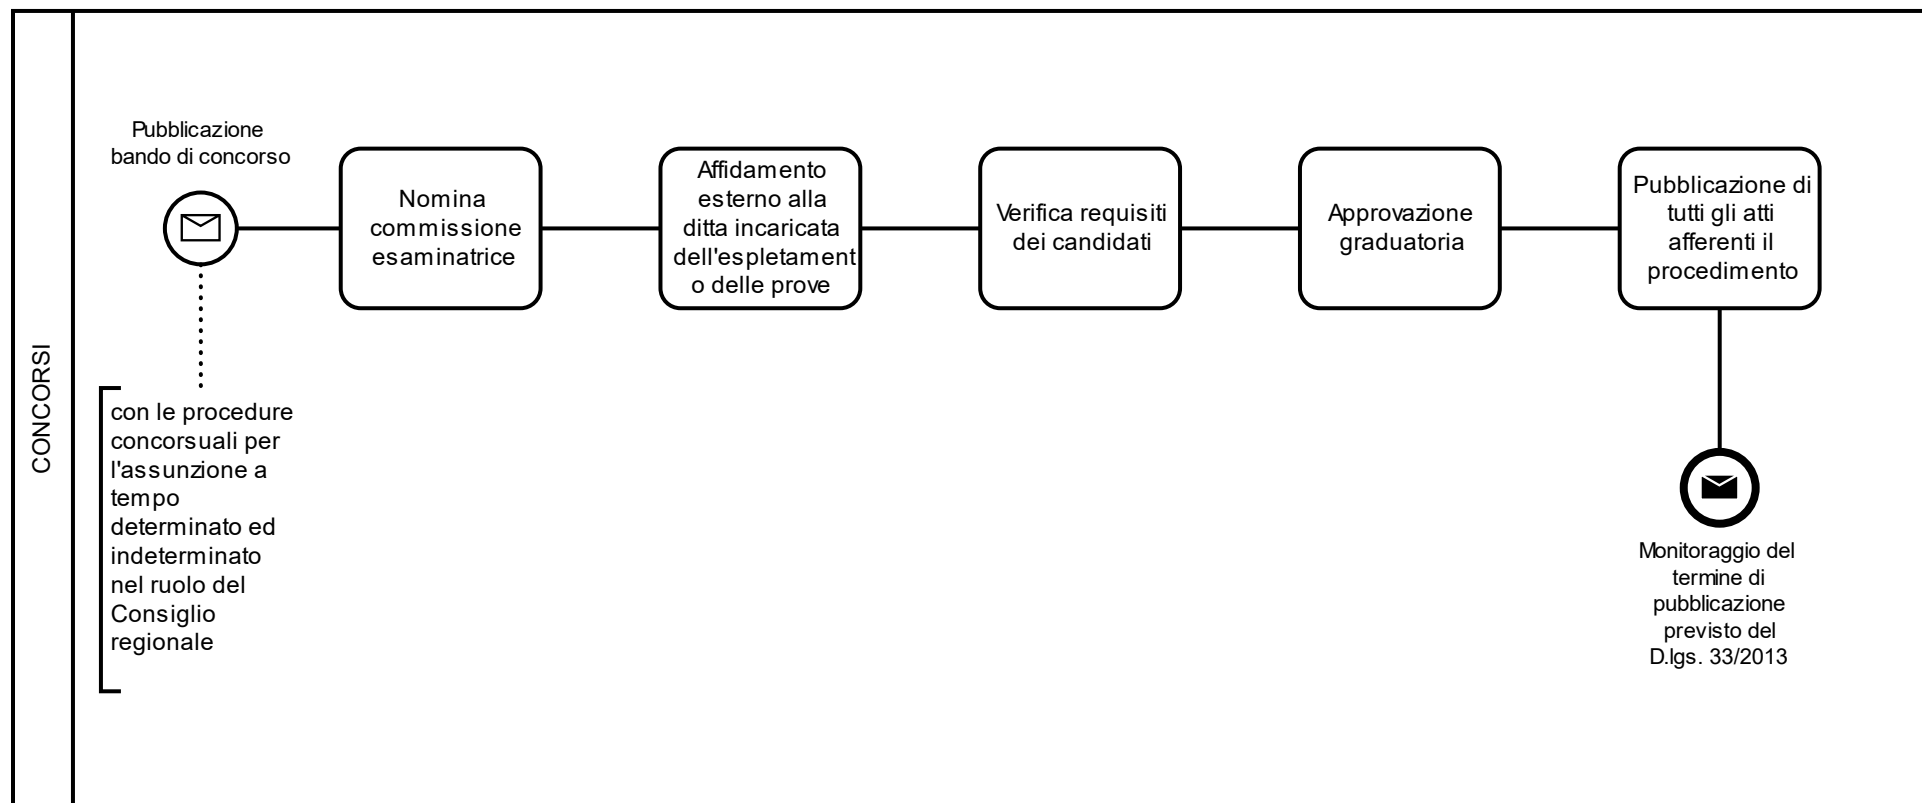 CONCORSI
Pubblicazione
bando di concorso
Nomina
commissione
esaminatrice
Affidamento
esterno alla
ditta incaricata
dell'espletament
o delle prove
Verifica requisiti
dei candidati
Approvazione
graduatoria
Pubblicazione di
tutti gli atti
afferenti il
procedimento
con le procedure
concorsuali per
l'assunzione a
tempo
determinato ed
indeterminato
nel ruolo del
Consiglio
regionale
Monitoraggio del
termine di
pubblicazione
previsto del
D.lgs. 33/2013